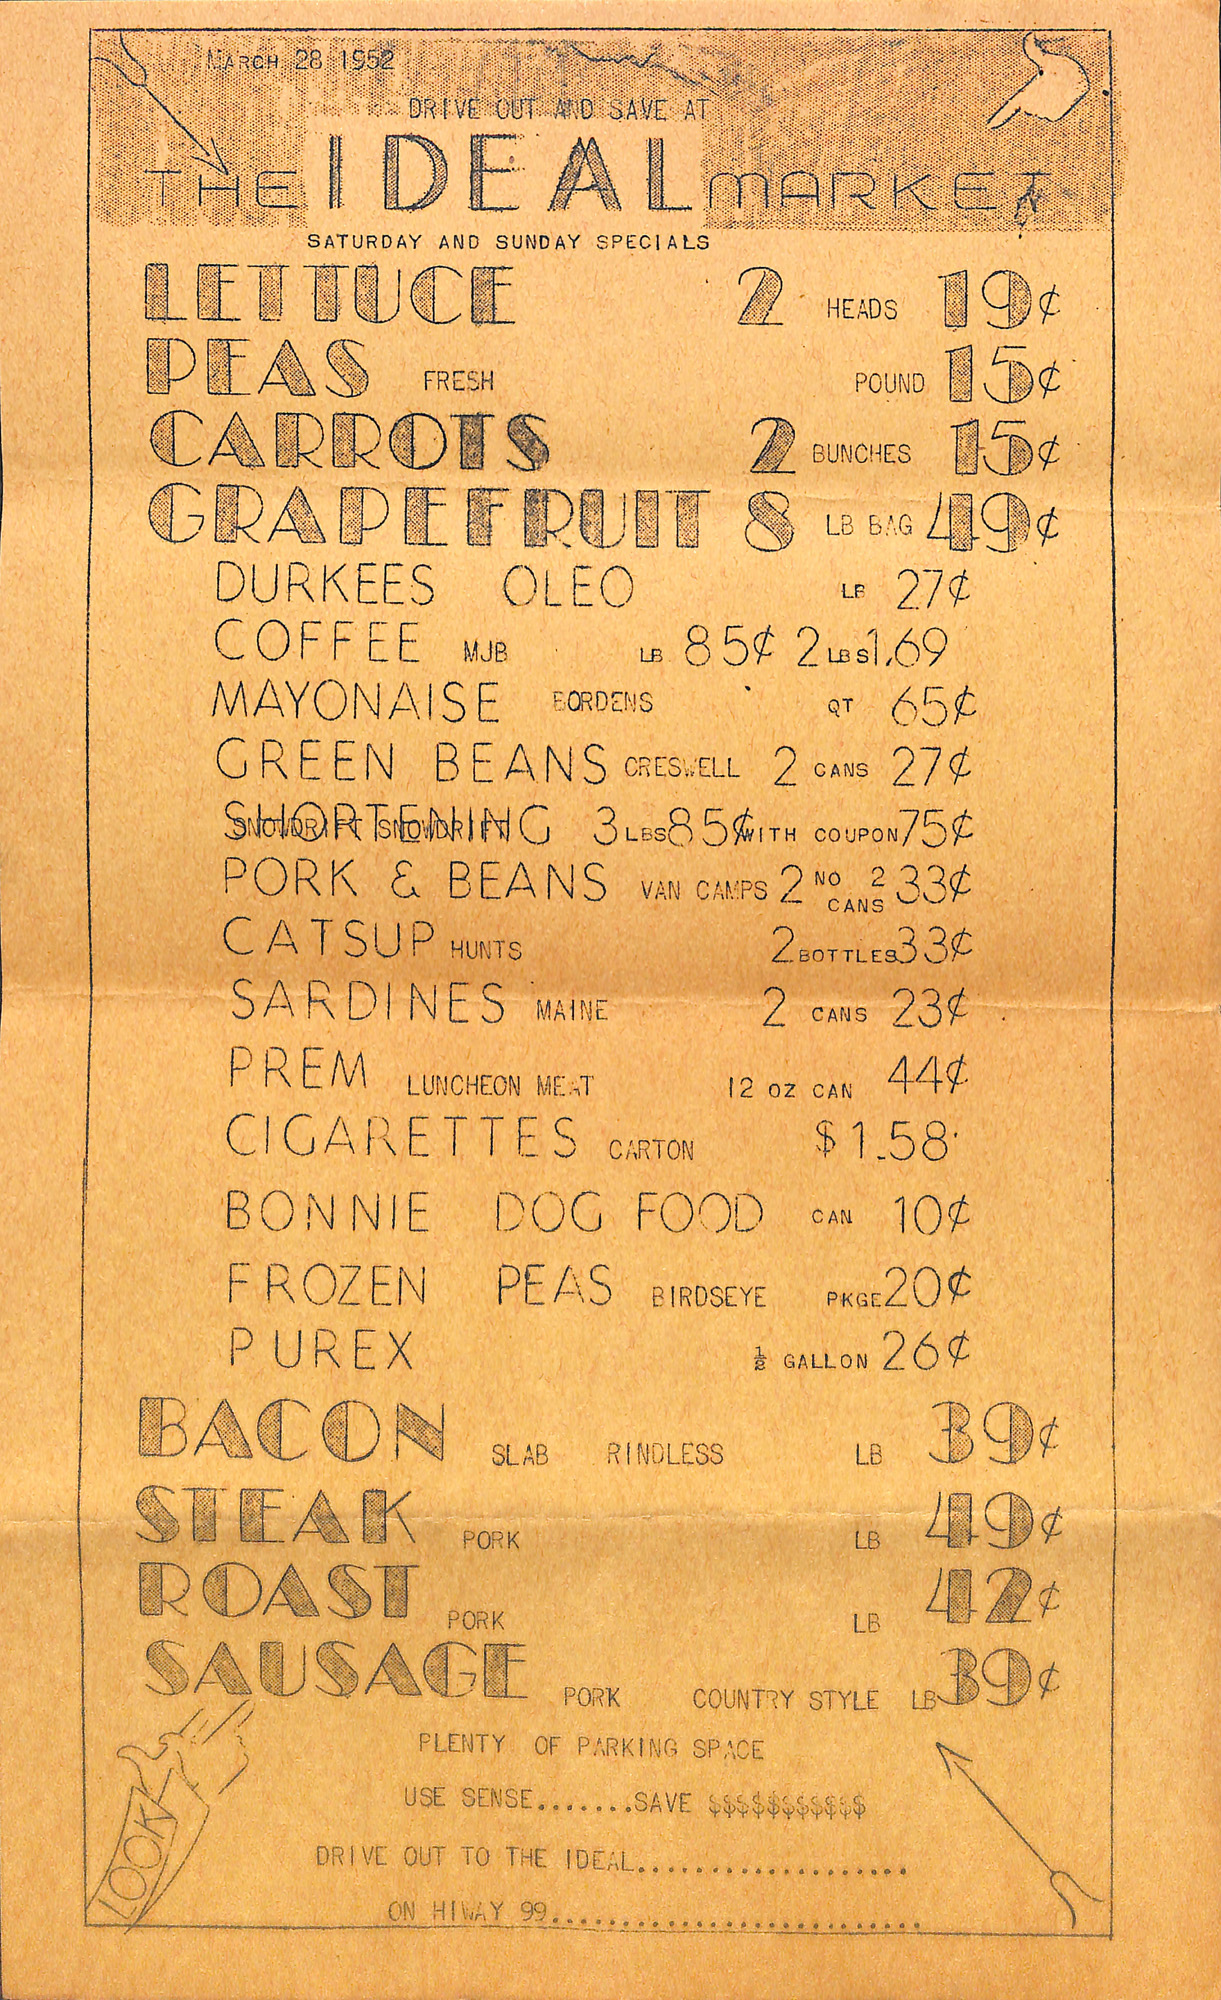 MARCH 28 1952
DRIVE OUT AND SAVE AT
THE IDEAL MARKET
SATURDAY AND SUNDAY SPECIALS
LETTUCE 2 HEADS 19¢
PEAS FRESH POUND 15¢
CARROTS 2 BUNCHES 15¢
GRAPEFRUIT 8 LB BAG 49¢
DURKEES OLEO LB 27¢
COFFEE MJB LB 85¢ 2 LBS 1.69
MAYONAISE BORDENS QT 65¢
GREEN BEANS CRESWELL 2 CANS 27¢
SHORTENING SNOWDRIFT SNOWDRIFT 3 LBS 85¢ WITH COUPON 75¢
PORK & BEANS VAN CAMPS 2 NO 2 CANS 33¢
CATSUP HUNTS 2 BOTTLES 33¢
SARDINES MAINE 2 CANS 23¢
PREM LUNCHEON MEAT 12 OZ CAN 44¢
CIGARETTES CARTON $1.58
BONNIE DOG FOOD CAN 10¢
FROZEN PEAS BIRDSEYE PKGE 20¢
PUREX ½ GALLON 26¢
BACON SLAB RINDLESS LB 39¢
STEAK PORK LB 49¢
ROAST PORK LB 42¢
SAUSAGE PORK COUNTRY STYLE LB 39¢
PLENTY OF PARKING SPACE
USE SENSE.......SAVE $$$$$$$$$$$
DRIVE OUT TO THE IDEAL...................
ON HIWAY 99..........................
LOOK